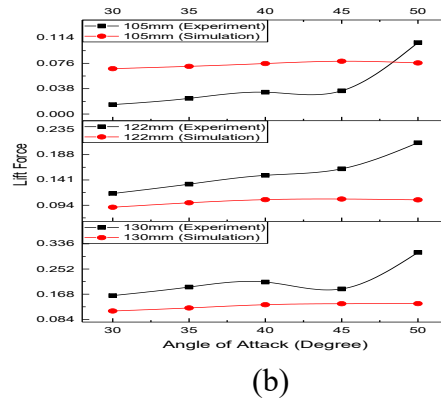 30 35 40 45 50
105mm (Experiment)
105mm (Simulation)
0.114
0.076
0.038
0.000
122mm (Experiment)
122mm (Simulation)
0.235
0.188
0.141
0.094
130mm (Experiment)
130mm (Simulation)
0.336
0.252
0.168
0.084
Lift Force
30 35 40 45 50
Angle of Attack (Degree)
(b)